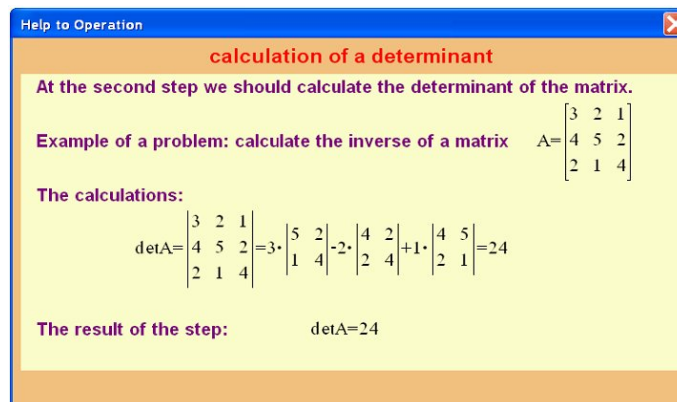 Help to Operation
calculation of a determinant
At the second step we should calculate the determinant of the matrix.
Example of a problem: calculate the inverse of a matrix A=[3 2 1
4 5 2
2 1 4]
The calculations:
detA=|3 2 1
4 5 2
2 1 4|=3·|5 2
1 4|-2·|4 2
2 4|+1·|4 5
2 1|=24
The result of the step: detA=24